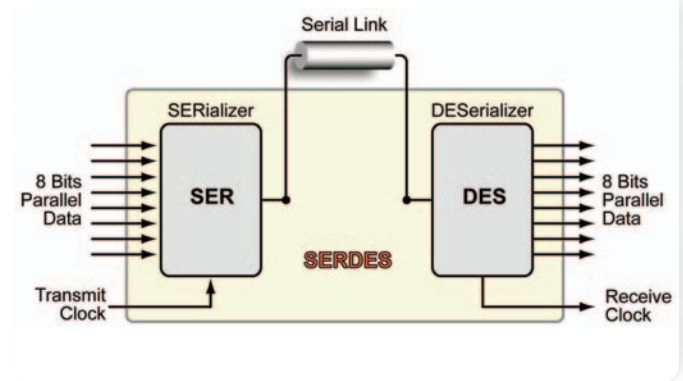 Serial Link
SERializer
DESerializer
8 Bits
Parallel
Data
SER
DES
8 Bits
Parallel
Data
SERDES
Transmit
Clock
Receive
Clock